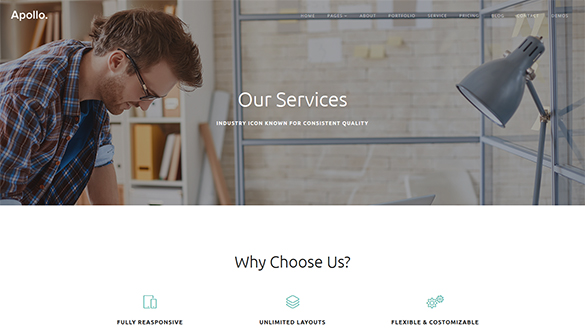 Apollo.
HOME PAGES ABOUT PORTFOLIO SERVICE PRICING BLOG CONTACT DEMOS
Our Services
INDUSTRY ICON KNOWN FOR CONSISTENT QUALITY
Why Choose Us?
FULLY REASPONSIVE
UNLIMITED LAYOUTS
FLEXIBLE & COSTOMIZABLE